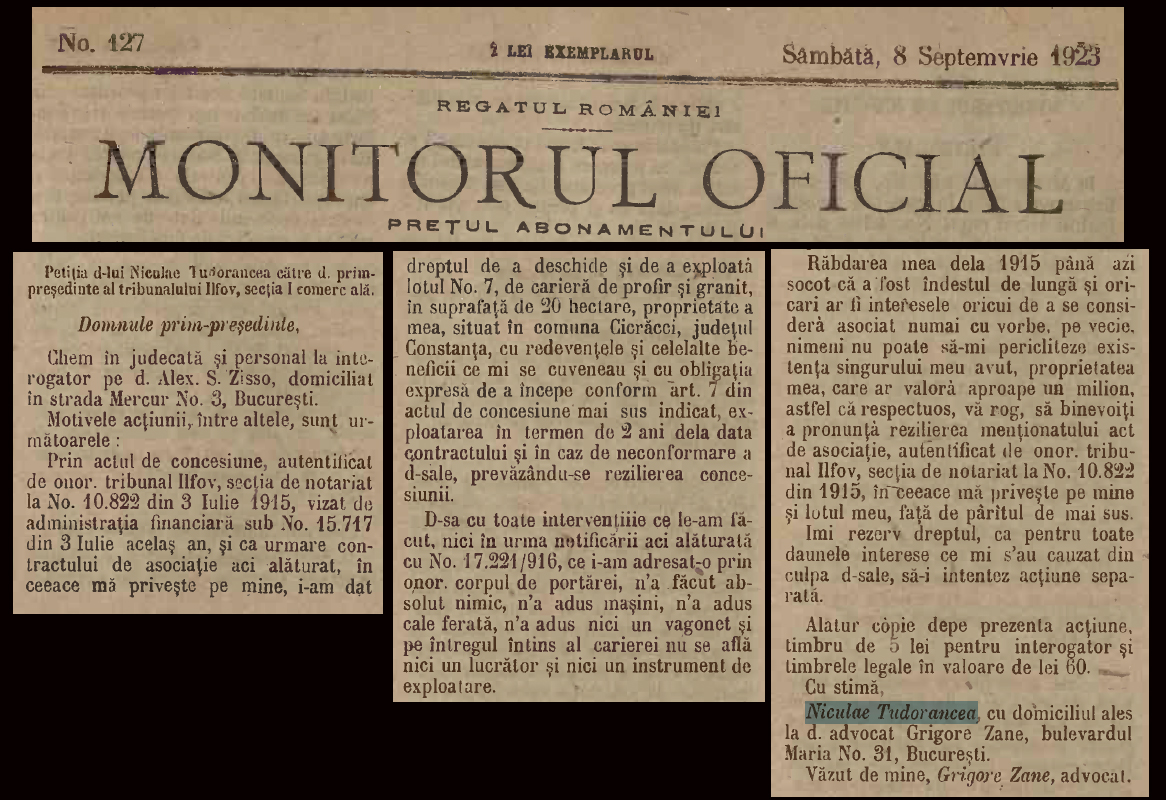 No. 127
2 LEI EXEMPLARUL
Sâmbătă, 8 Septemvrie 1923
REGATUL ROMÂNIEI
MONITORUL OFICIAL
PREȚUL ABONAMENTULUI
Petiția d-lui Niculae Tudorancea către d. prim-
președinte al tribunalului Ilfov, secția I comerc ală.
Domnule prim-președinte,
Chem în judecată și personal la inte-
rogator pe d. Alex. S. Zisso, domiciliat
în strada Mercur No. 3, București.
Motivele acțiunii, între altele, sunt ur-
mătoarele :
Prin actul de concesiune, autentificat
de onor. tribunal Ilfov, secția de notariat
la No. 10.822 din 3 Iulie 1915, vizat de
administrația financiară sub No. 15.717
din 3 Iulie acelaș an, și ca urmare con-
tractului de asociație aci alăturat, în
ceeace mă privește pe mine, i-am dat
dreptul de a deschide și de a exploată
lotul No. 7, de carieră de profir și granit,
în suprafață de 20 hectare, proprietate a
mea, situat în comuna Cicrăcci, județul
Constanța, cu redevențele și celelalte be-
neficii ce mi se cuveneau și cu obligația
expresă de a începe conform art. 7 din
actul de concesiune mai sus indicat, ex-
ploatarea în termen de 2 ani dela data
contractului și în caz de neconformare a
d-sale, prevăzându-se rezilierea conce-
siunii.
D-sa cu toate intervențiiie ce le-am fă-
cut, nici în urma notificării aci alăturată
cu No. 17.221/916, ce i-am adresat-o prin
onor. corpul de portărei, n'a făcut ab-
solut nimic, n'a adus mașini, n'a adus
cale ferată, n'a adus nici un vagonet și
pe întregul întins al carierei nu se află
nici un lucrător și nici un instrument de
exploatare.
Răbdarea mea dela 1915 până azi
socot că a fost îndestul de lungă și ori-
cari ar fi interesele oricui de a se consi-
deră asociat numai cu vorbe, pe vecie,
nimeni nu poate să-mi pericliteze exis-
tența singurului meu avut, proprietatea
mea, care ar valoră aproape un milion,
astfel că respectuos, vă rog, să binevoiți
a pronunță rezilierea menționatului act
de asociație, autentificat de onor. tribu-
nal Ilfov, secția de notariat la No. 10.822
din 1915, în ceeace mă privește pe mine
și lotul meu, față de pârîtul de mai sus.
Imi rezerv dreptul, ca pentru toate
daunele interese ce mi s'au cauzat din
culpa d-sale, să-i intentez acțiune sepa-
rată.
Alatur còpie depe prezenta acțiune,
timbru de 5 lei pentru interogator și
timbrele legale în valoare de lei 60.
Cu stimă,
Niculae Tudorancea, cu domiciliul ales
la d. advocat Grigore Zane, bulevardul
Maria No. 31, București.
Văzut de mine, Grigore Zane, advocat.